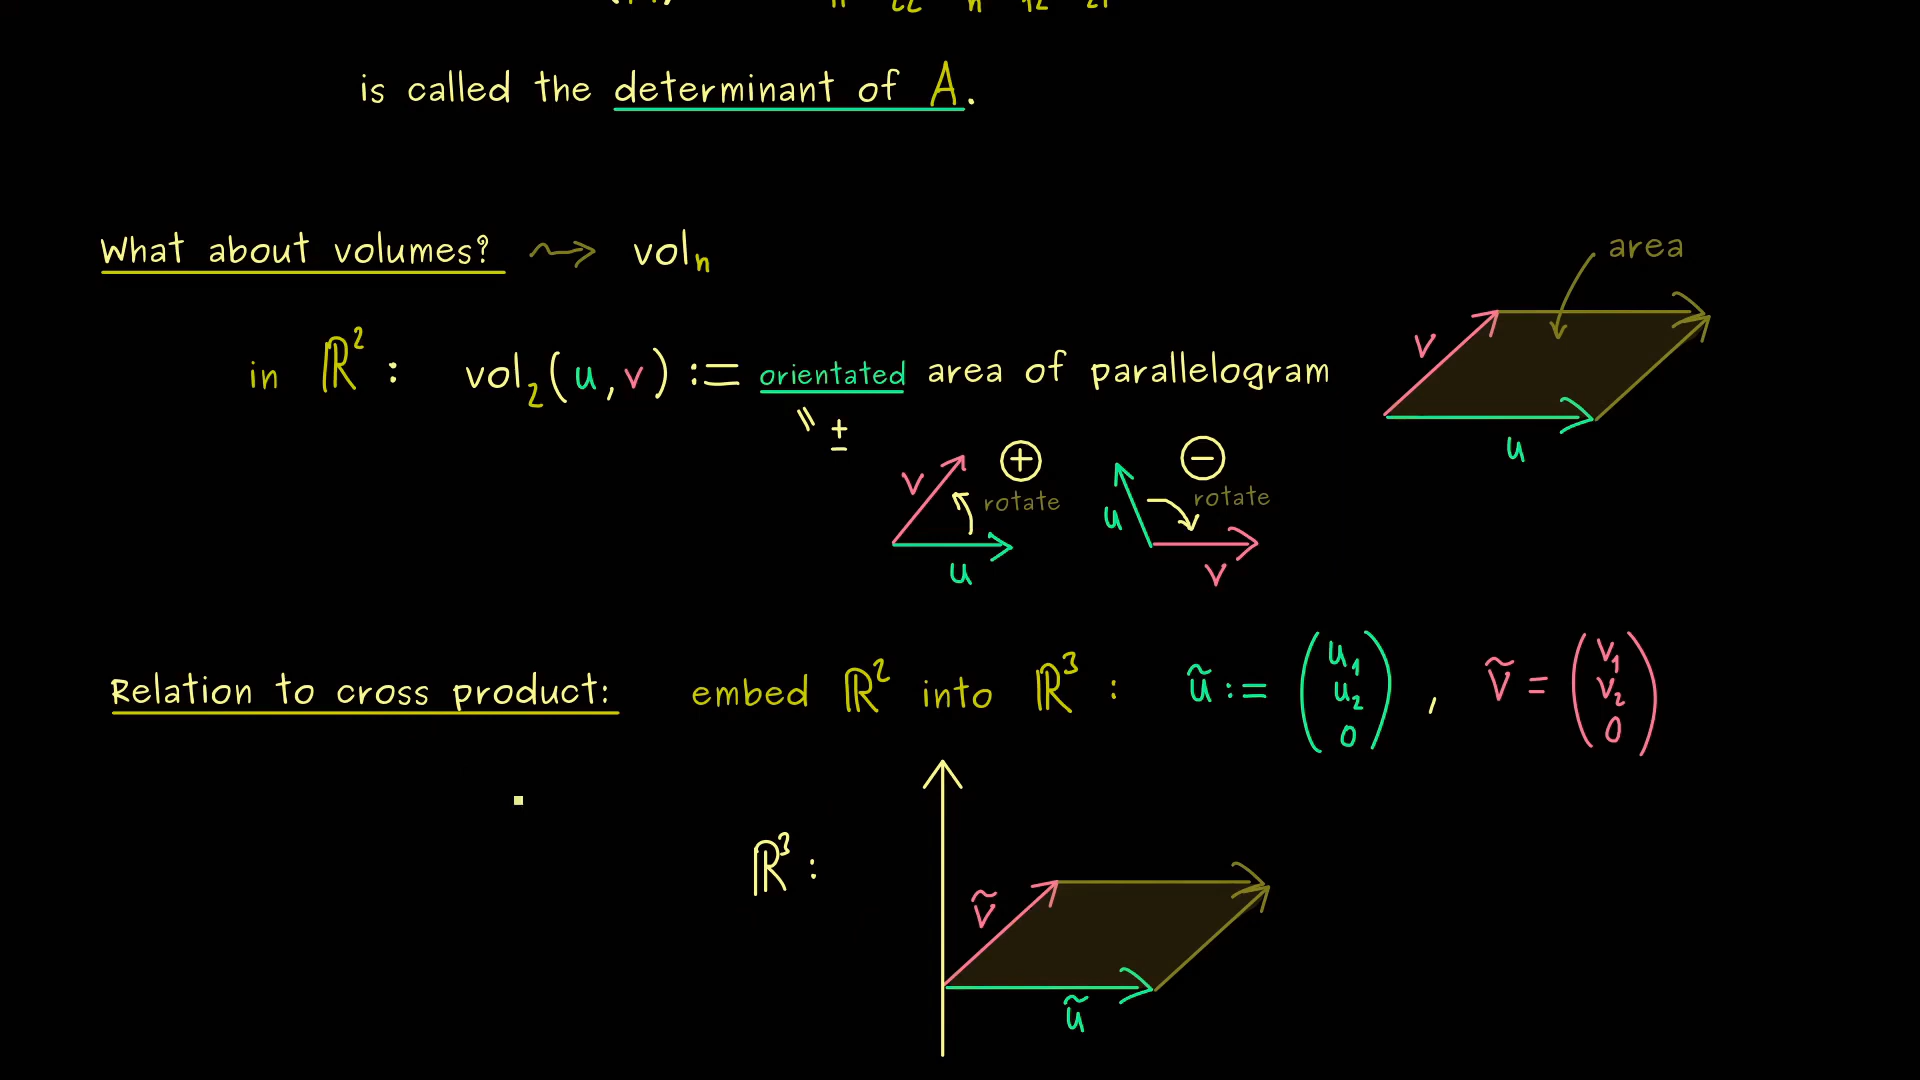 is called the determinant of A.
What about volumes? ⇝ volₙ
area
in ℝ² : vol₂(u, v) := orientated area of parallelogram
v
u
±
v ⊕ rotate u
u ⊖ rotate v
Relation to cross product: embed ℝ² into ℝ³ : ũ := (u₁ u₂ 0) , ṽ = (v₁ v₂ 0)
ℝ³ :
ṽ
ũ